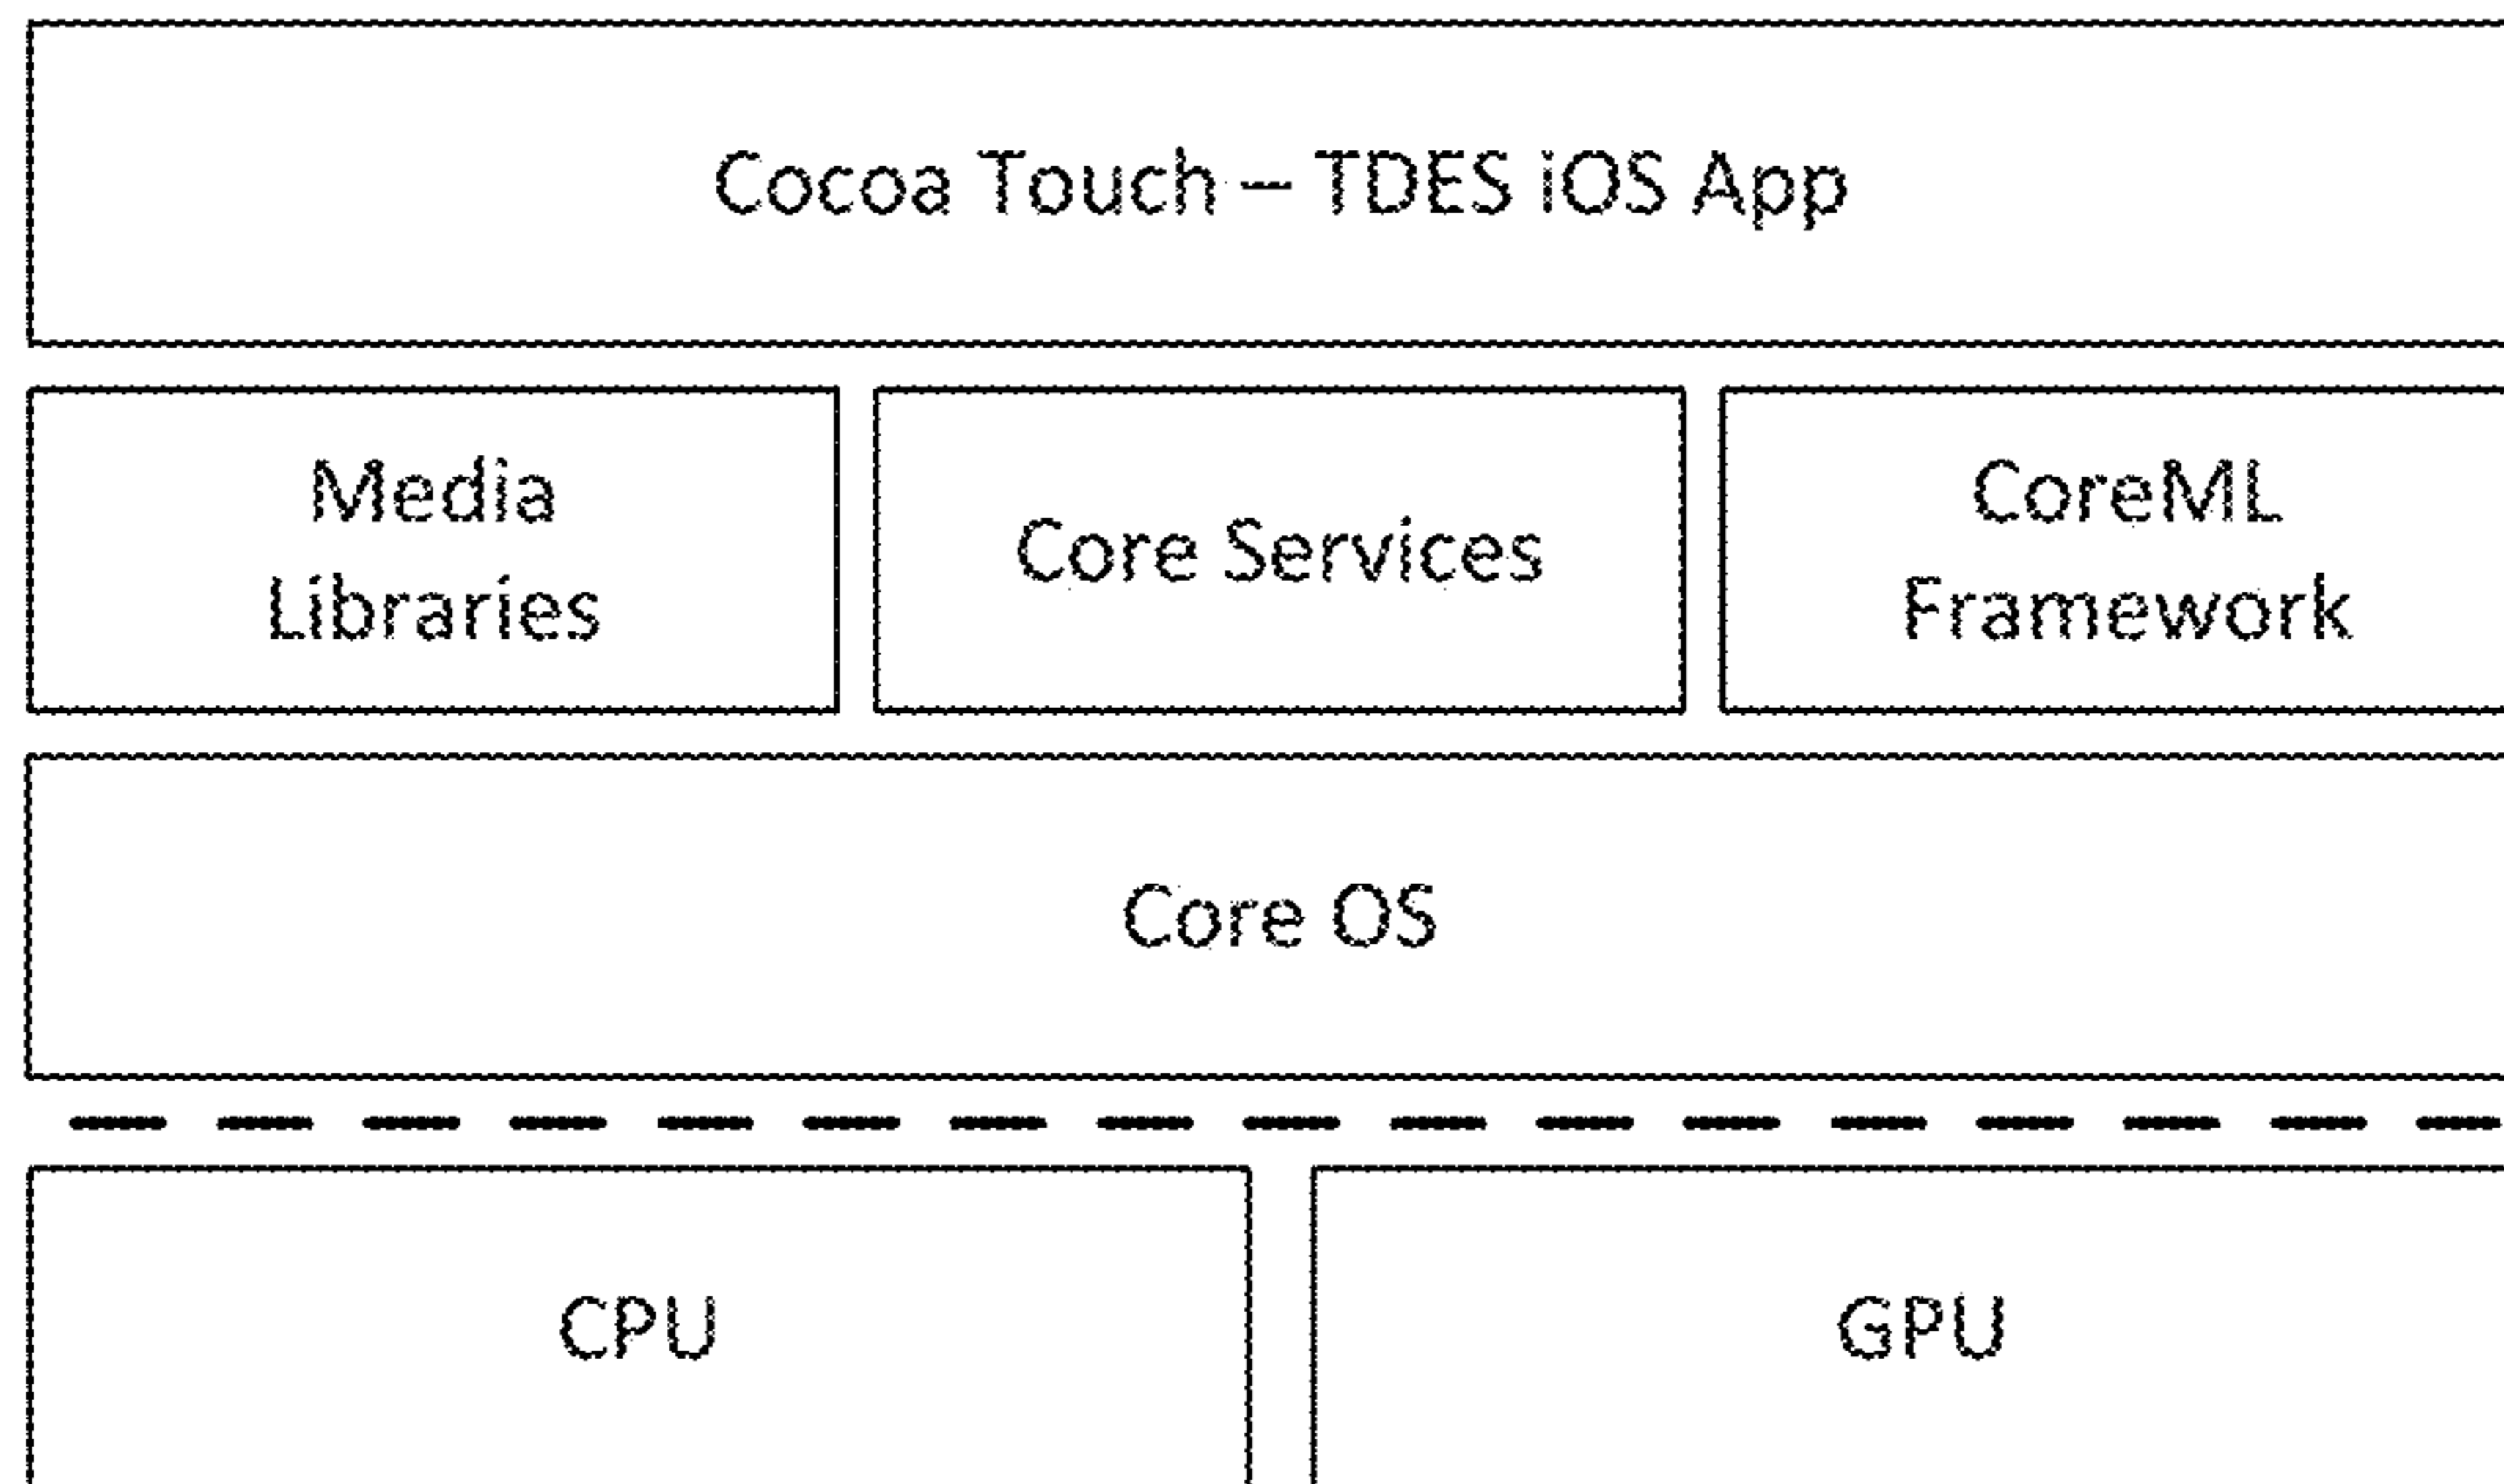 Cocoa Touch – TDES iOS App
Media
Libraries
Core Services
CoreML
Framework
Core OS
CPU
GPU